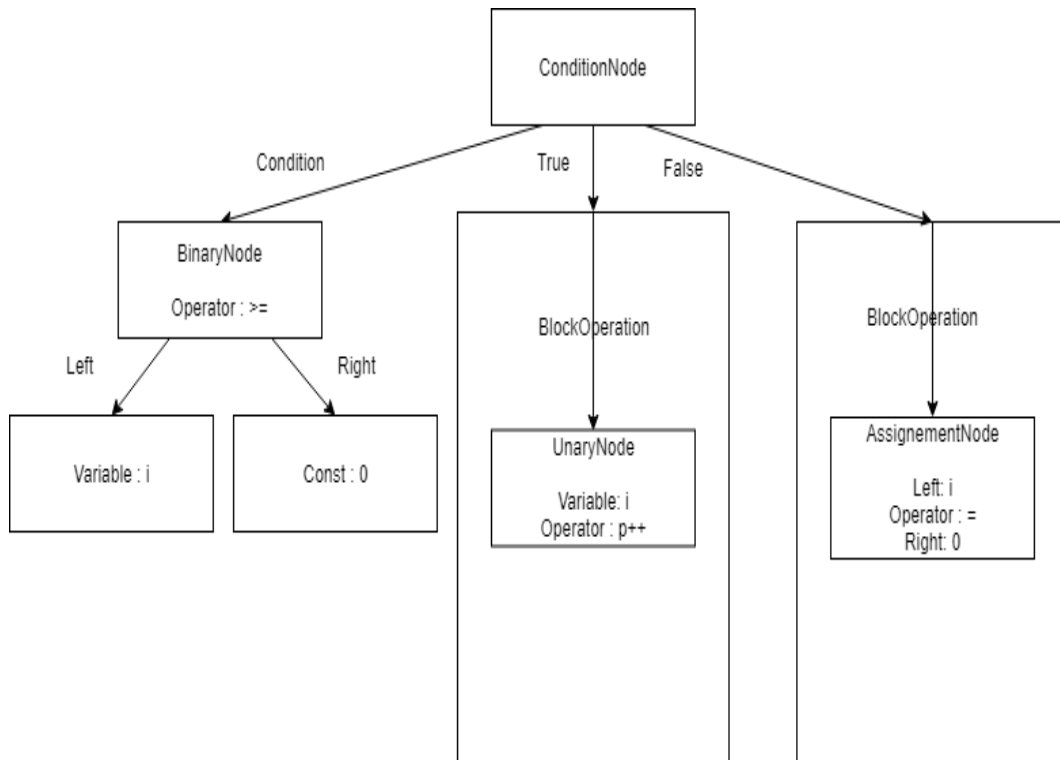 ConditionNode
Condition
True
False
BinaryNode
Operator : >=
BlockOperation
BlockOperation
Left
Right
Variable : i
Const : 0
UnaryNode
Variable: i
Operator : p++
AssignementNode
Left: i
Operator : =
Right: 0